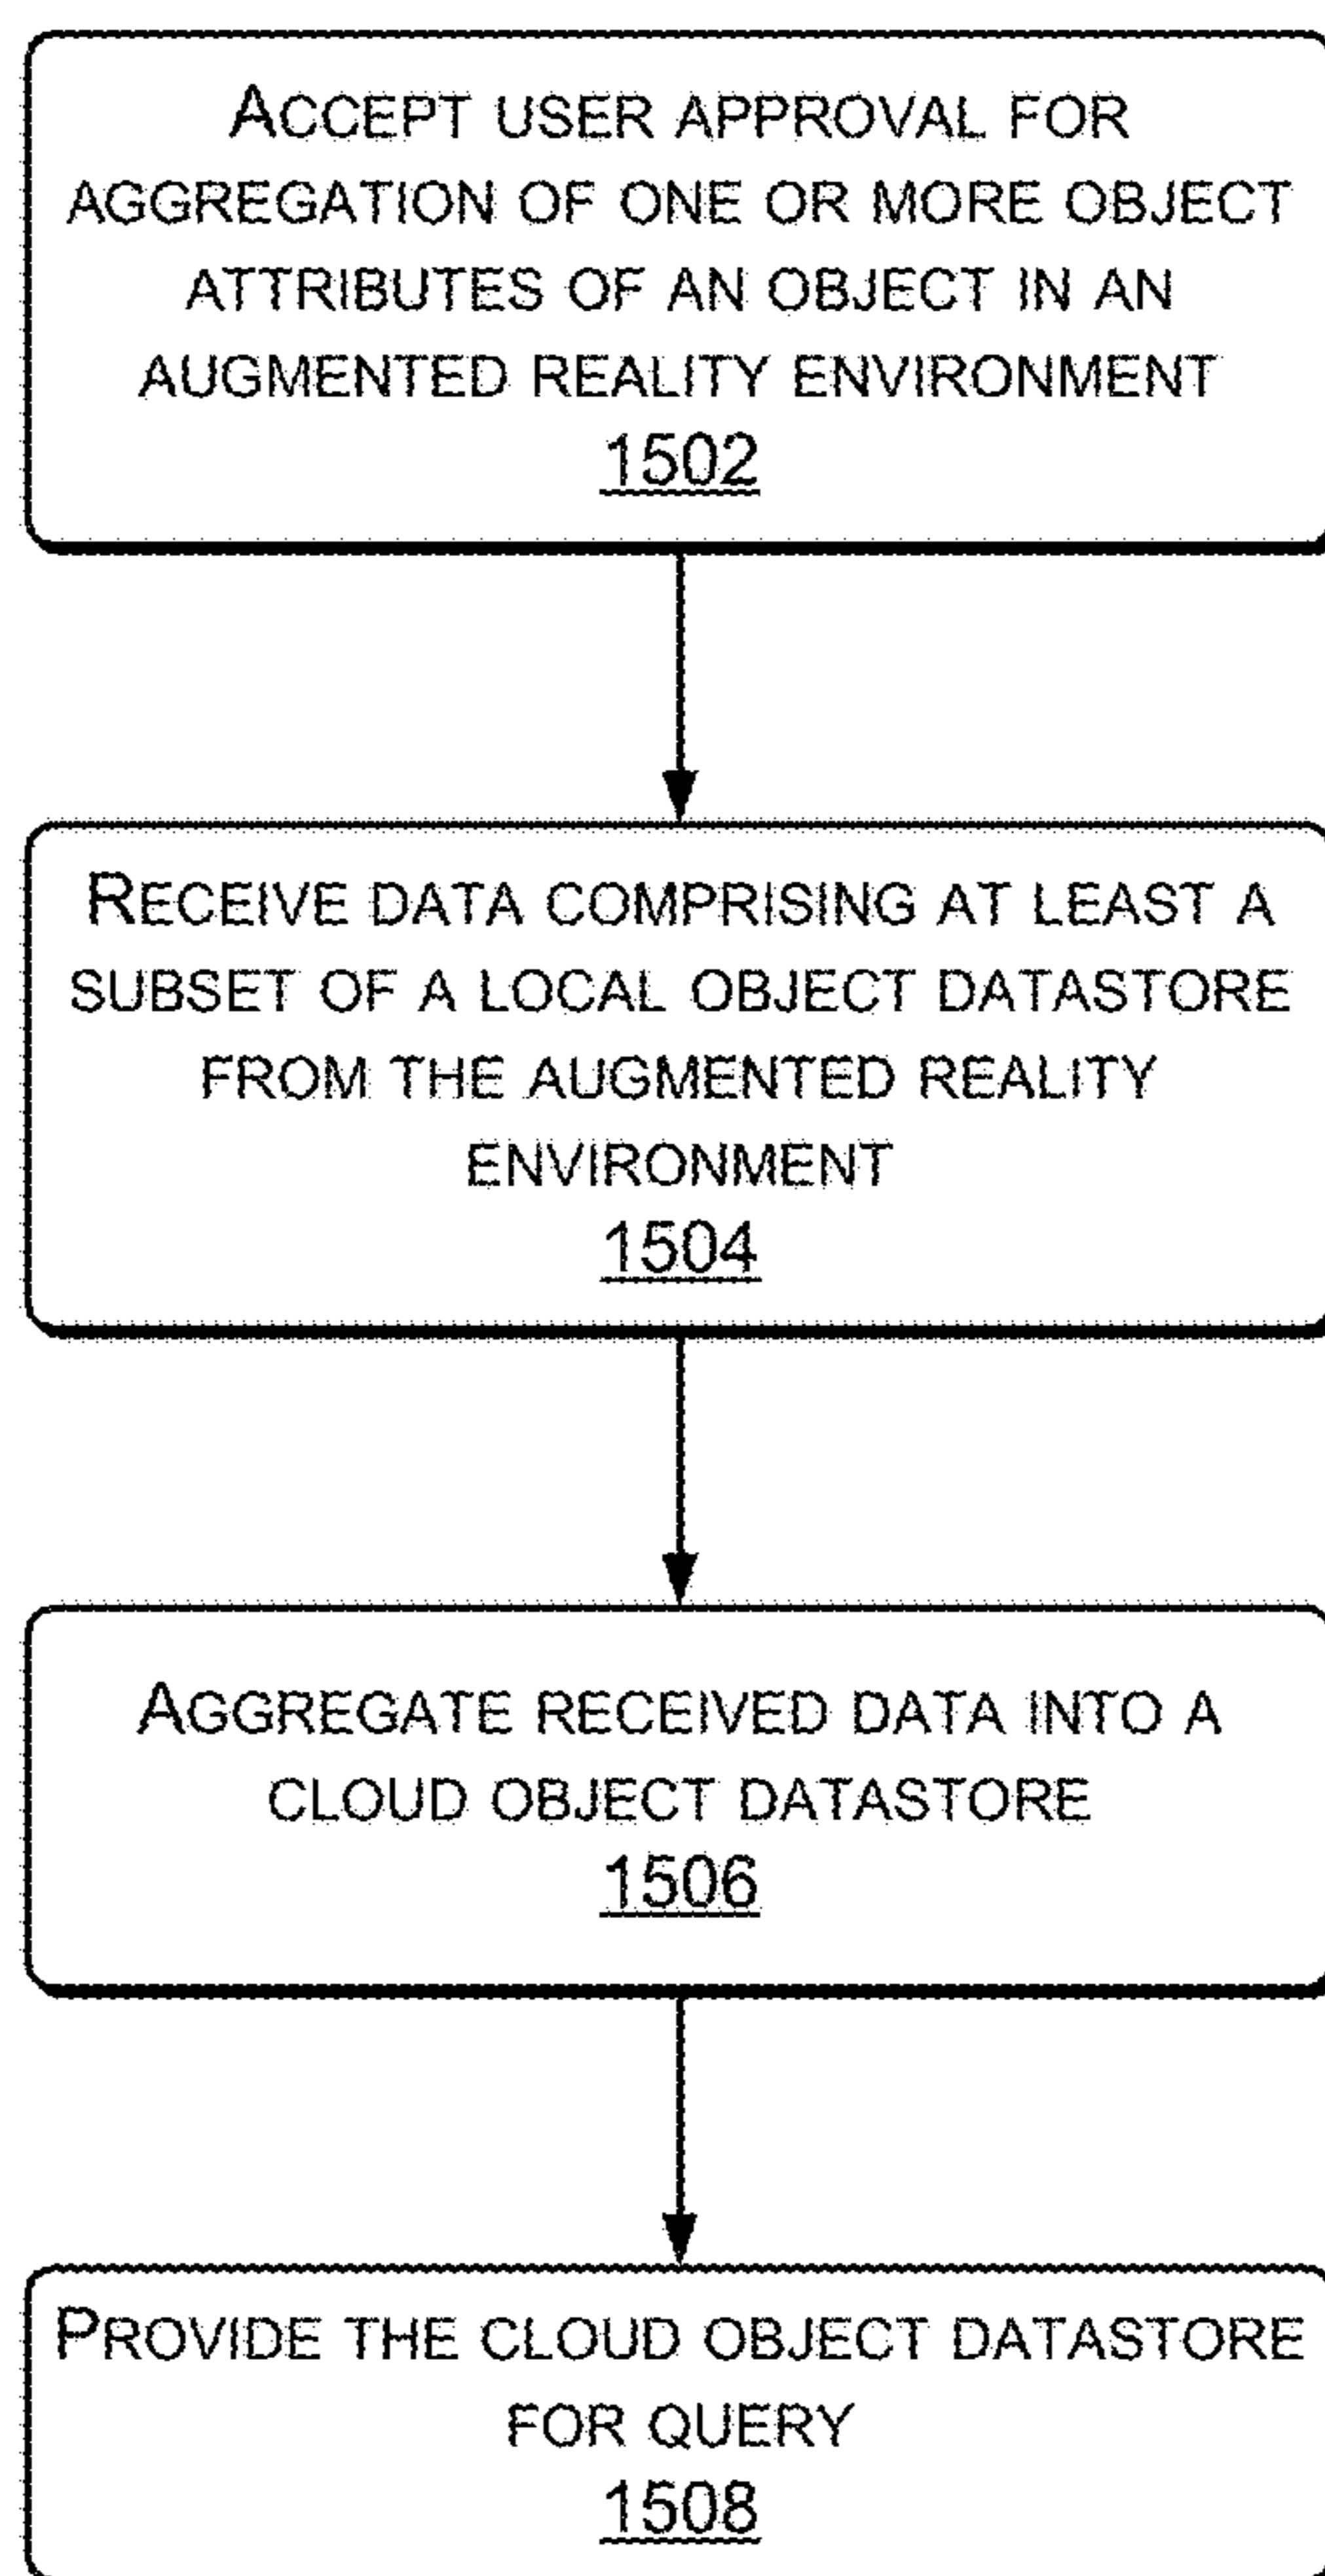 ACCEPT USER APPROVAL FOR
AGGREGATION OF ONE OR MORE OBJECT
ATTRIBUTES OF AN OBJECT IN AN
AUGMENTED REALITY ENVIRONMENT
1502
RECEIVE DATA COMPRISING AT LEAST A
SUBSET OF A LOCAL OBJECT DATASTORE
FROM THE AUGMENTED REALITY
ENVIRONMENT
1504
AGGREGATE RECEIVED DATA INTO A
CLOUD OBJECT DATASTORE
1506
PROVIDE THE CLOUD OBJECT DATASTORE
FOR QUERY
1508